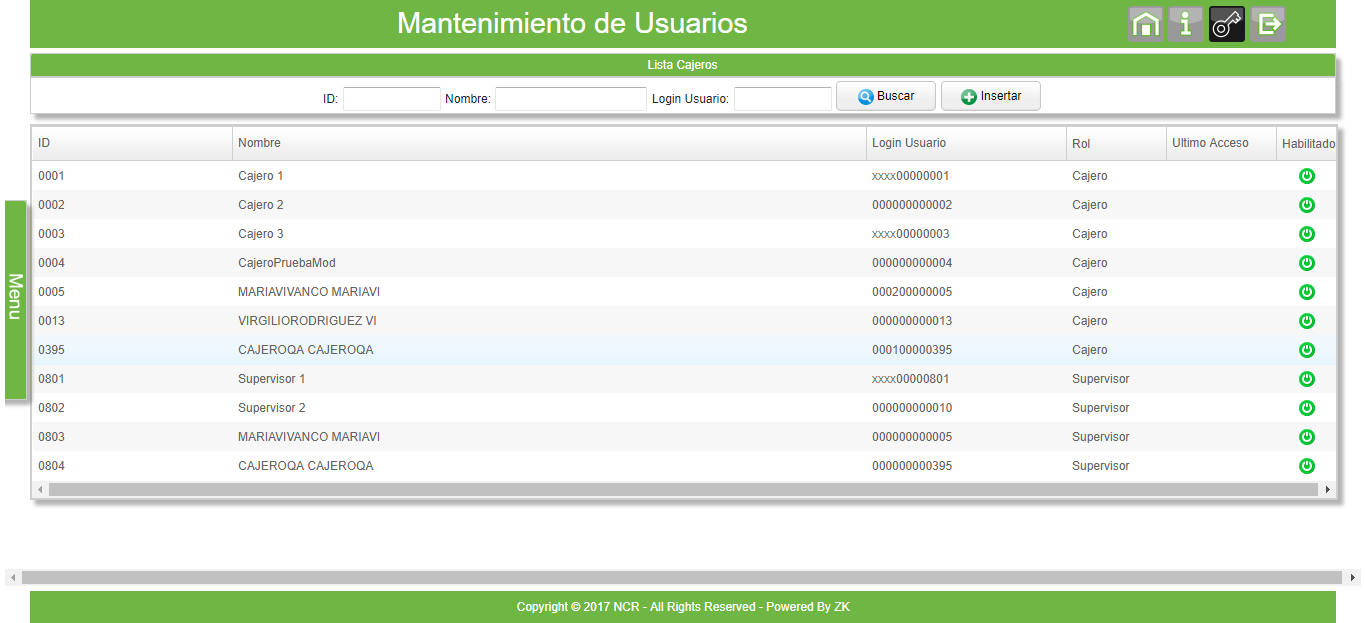 Mantenimiento de Usuarios
Lista Cajeros
ID: Nombre: Login Usuario: Buscar Insertar
ID Nombre Login Usuario Rol Ultimo Acceso Habilitado
0001 Cajero 1 xxxx00000001 Cajero
0002 Cajero 2 000000000002 Cajero
0003 Cajero 3 xxxx00000003 Cajero
0004 CajeroPruebaMod 000000000004 Cajero
0005 MARIAVIVANCO MARIAVI 000200000005 Cajero
0013 VIRGILIORODRIGUEZ VI 000000000013 Cajero
0395 CAJEROQA CAJEROQA 000100000395 Cajero
0801 Supervisor 1 xxxx00000801 Supervisor
0802 Supervisor 2 000000000010 Supervisor
0803 MARIAVIVANCO MARIAVI 000000000005 Supervisor
0804 CAJEROQA CAJEROQA 000000000395 Supervisor
Menu
Copyright © 2017 NCR - All Rights Reserved - Powered By ZK